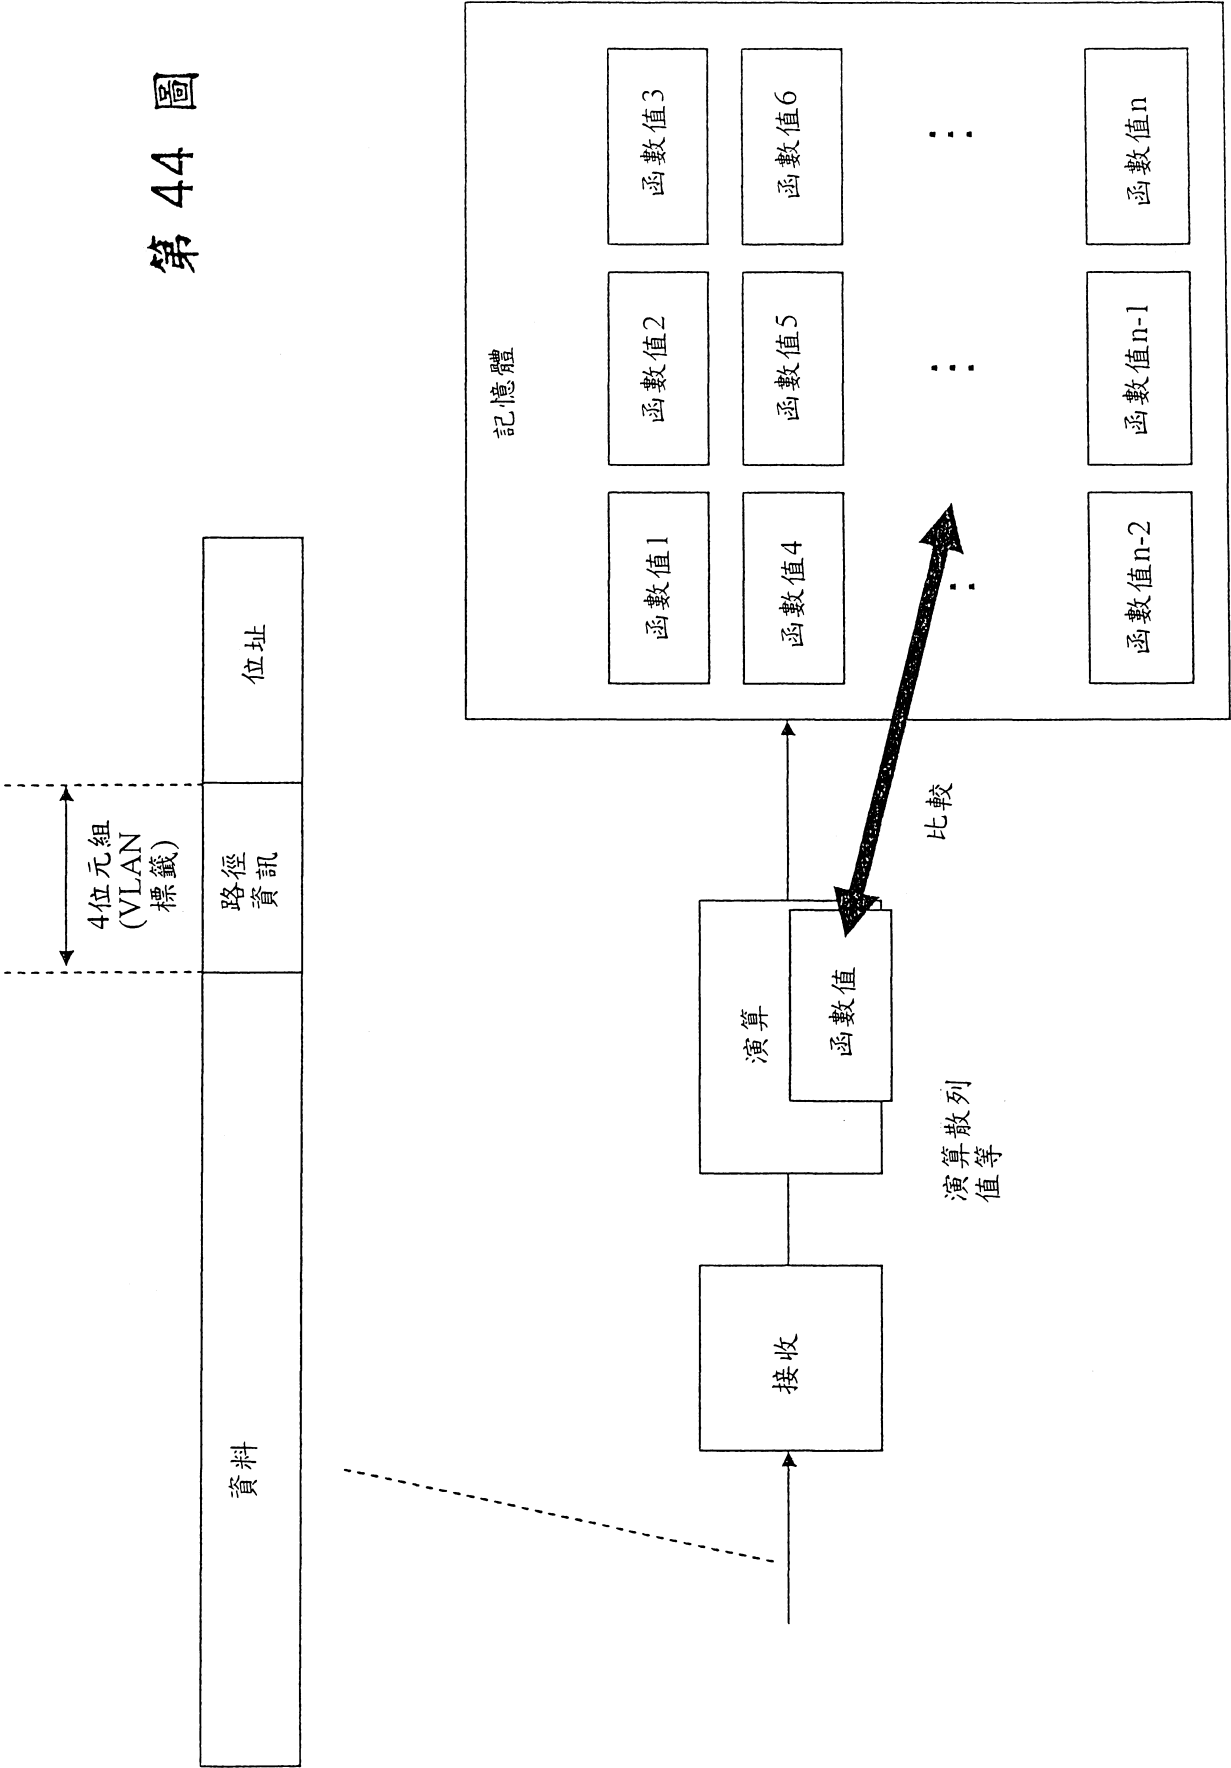 第 44 圖
4位元組
(VLAN
標籤)
資料
路徑
資訊
位址
記憶體
函數值1
函數值2
函數值3
函數值4
函數值5
函數值6
函數值n-2
函數值n-1
函數值n
接收
演算
函數值
比較
演算散列
值等